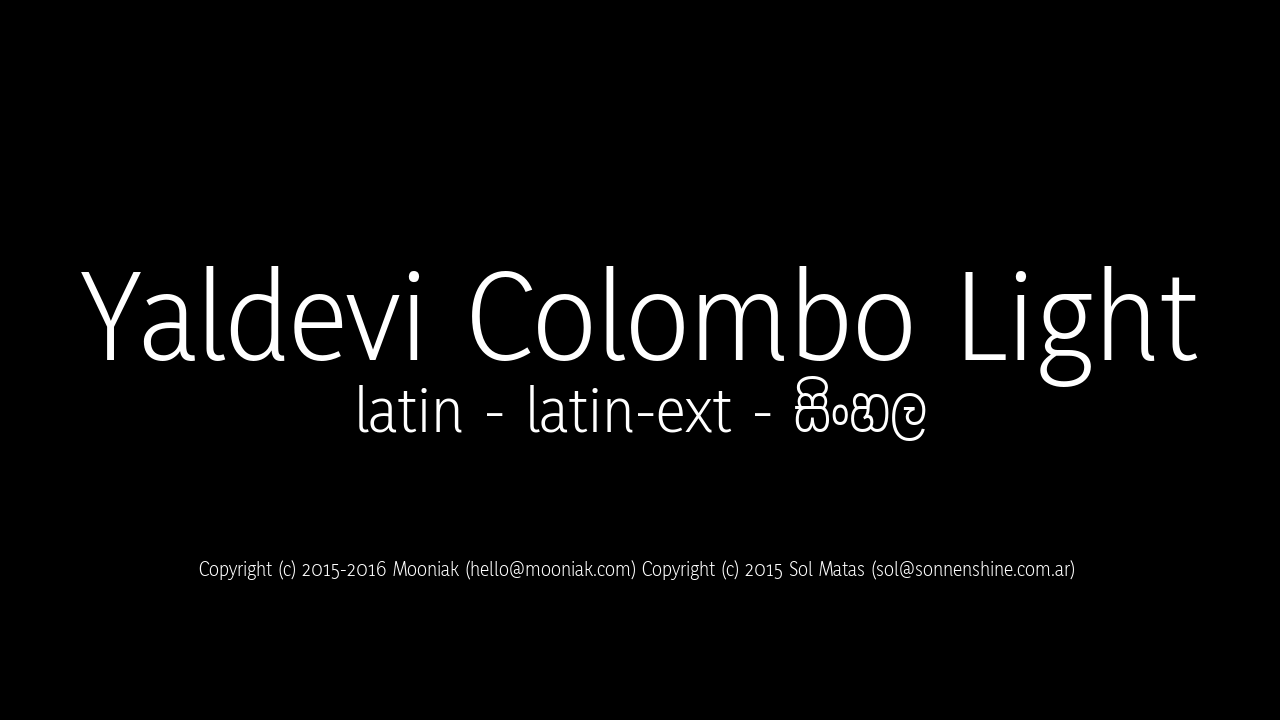 Yaldevi Colombo Light
latin - latin-ext - සිංහල
Copyright (c) 2015-2016 Mooniak (hello@mooniak.com) Copyright (c) 2015 Sol Matas (sol@sonnenshine.com.ar)